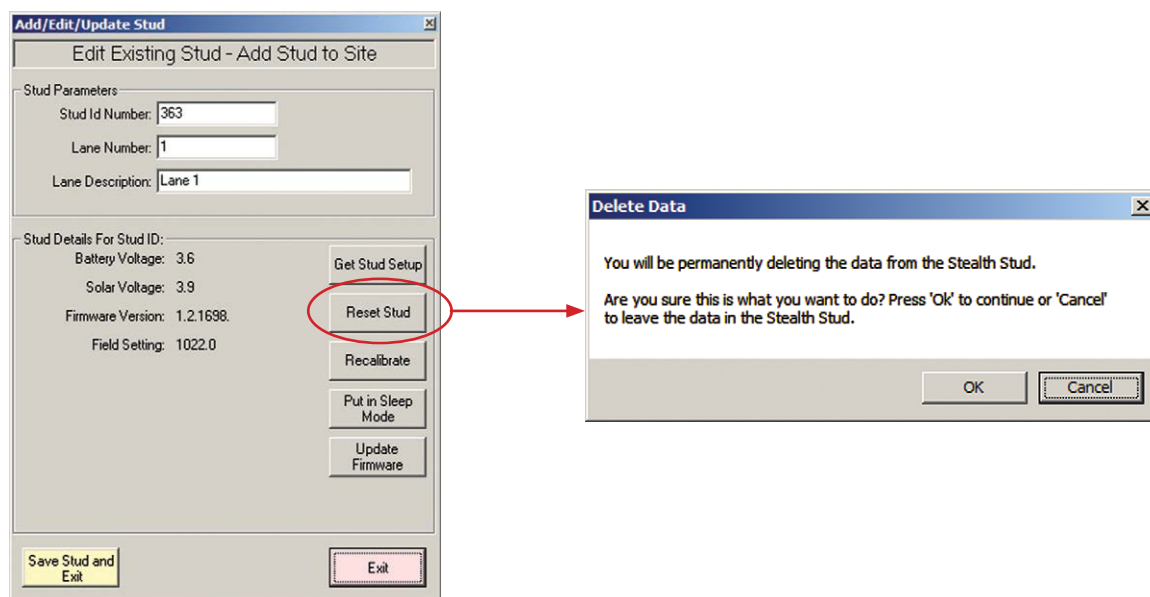 Add/Edit/Update Stud
Edit Existing Stud - Add Stud to Site
Stud Parameters
Stud Id Number: 363
Lane Number: 1
Lane Description: Lane 1
Stud Details For Stud ID:
Battery Voltage: 3.6
Solar Voltage: 3.9
Firmware Version: 1.2.1698.
Field Setting: 1022.0
Get Stud Setup
Reset Stud
Recalibrate
Put in Sleep
Mode
Update
Firmware
Save Stud and
Exit
Exit
Delete Data
You will be permanently deleting the data from the Stealth Stud.
Are you sure this is what you want to do? Press 'Ok' to continue or 'Cancel'
to leave the data in the Stealth Stud.
OK
Cancel